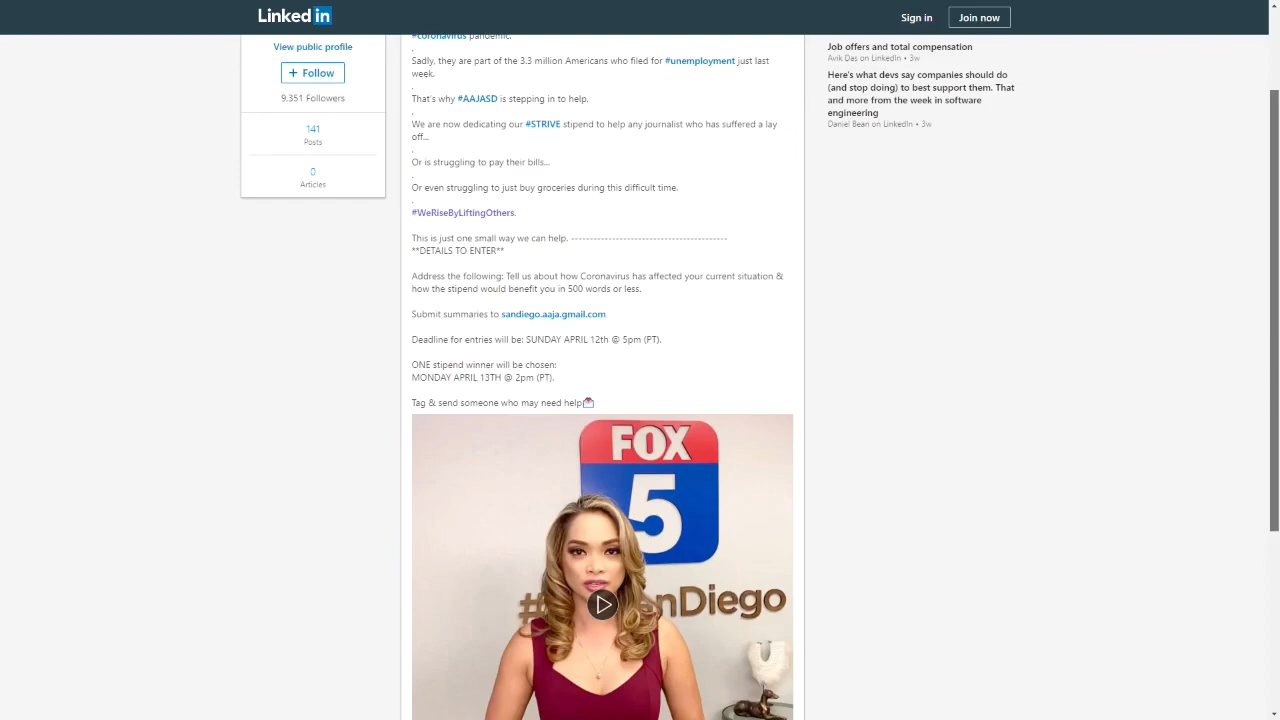 Linked in
Sign in
Join now
View public profile
+ Follow
9,351 Followers
141
Posts
0
Articles
#coronavirus pandemic.
.
Sadly, they are part of the 3.3 million Americans who filed for #unemployment just last
week.
.
That's why #AAJASD is stepping in to help.
.
We are now dedicating our #STRIVE stipend to help any journalist who has suffered a lay
off...
.
Or is struggling to pay their bills...
.
Or even struggling to just buy groceries during this difficult time.
.
#WeRiseByLiftingOthers.
This is just one small way we can help. ------------------------------------------
**DETAILS TO ENTER**
Address the following: Tell us about how Coronavirus has affected your current situation &
how the stipend would benefit you in 500 words or less.
Submit summaries to sandiego.aaja.gmail.com
Deadline for entries will be: SUNDAY APRIL 12th @ 5pm (PT).
ONE stipend winner will be chosen:
MONDAY APRIL 13TH @ 2pm (PT).
Tag & send someone who may need help
FOX
5
nDiego
Job offers and total compensation
Avik Das on LinkedIn • 3w
Here's what devs say companies should do
(and stop doing) to best support them. That
and more from the week in software
engineering
Daniel Bean on LinkedIn • 3w